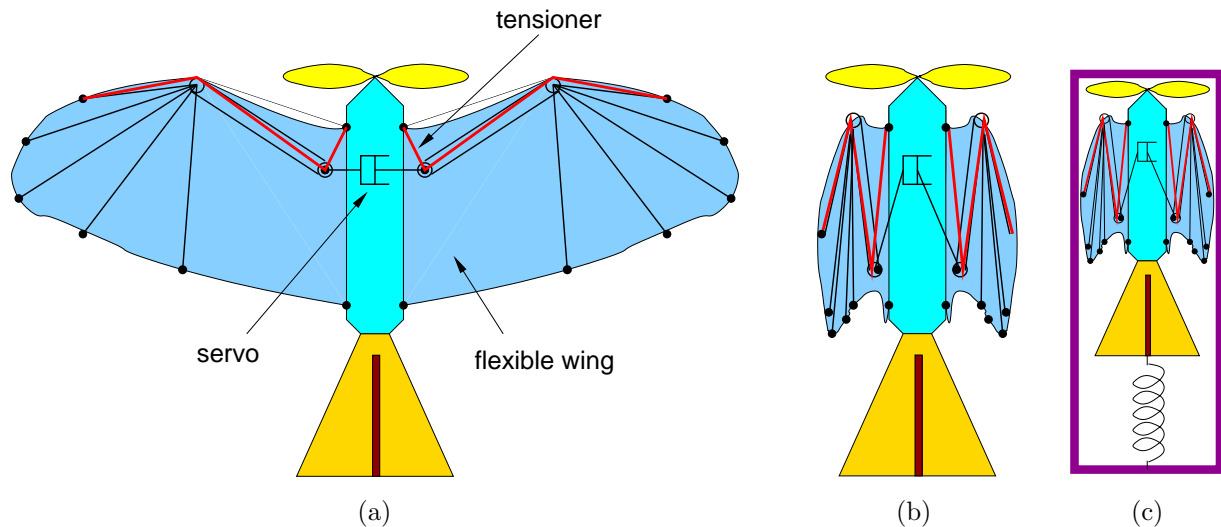 tensioner
servo
flexible wing
(a)
(b)
(c)